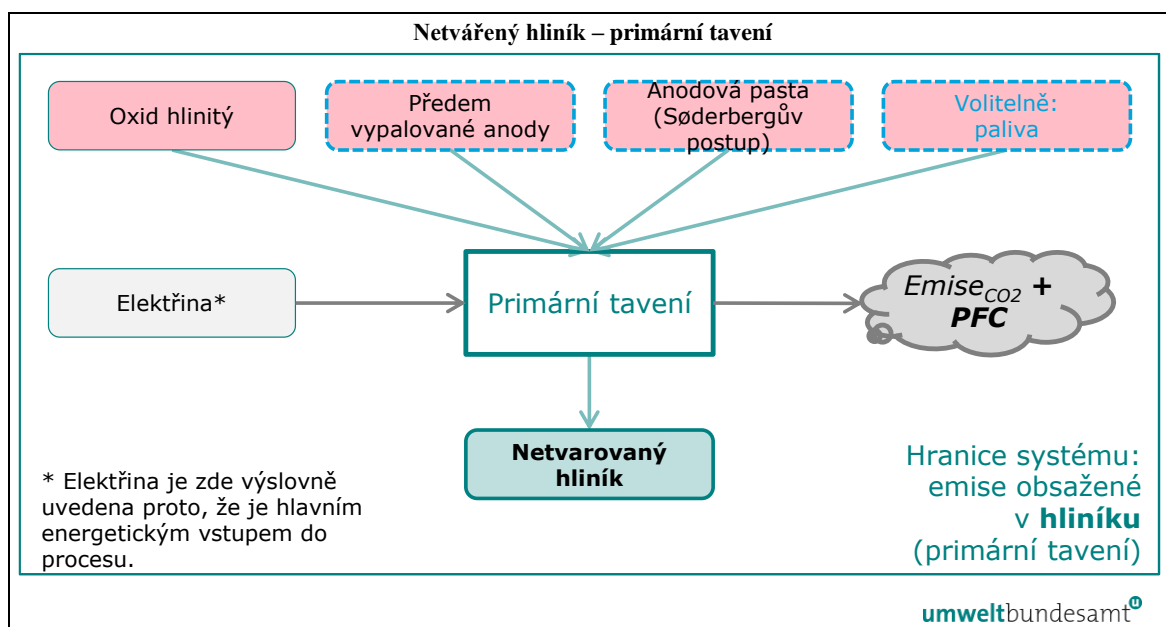 Netvářený hliník – primární tavení
Oxid hlinitý
Předem
vypalované anody
Anodová pasta
(Søderbergův
postup)
Volitelně:
paliva
Elektřina*
Primární tavení
Emise_CO2 +
PFC
Netvarovaný
hliník
* Elektřina je zde výslovně
uvedena proto, že je hlavním
energetickým vstupem do
procesu.
Hranice systému:
emise obsažené
v hliníku
(primární tavení)
umweltbundesamt^u